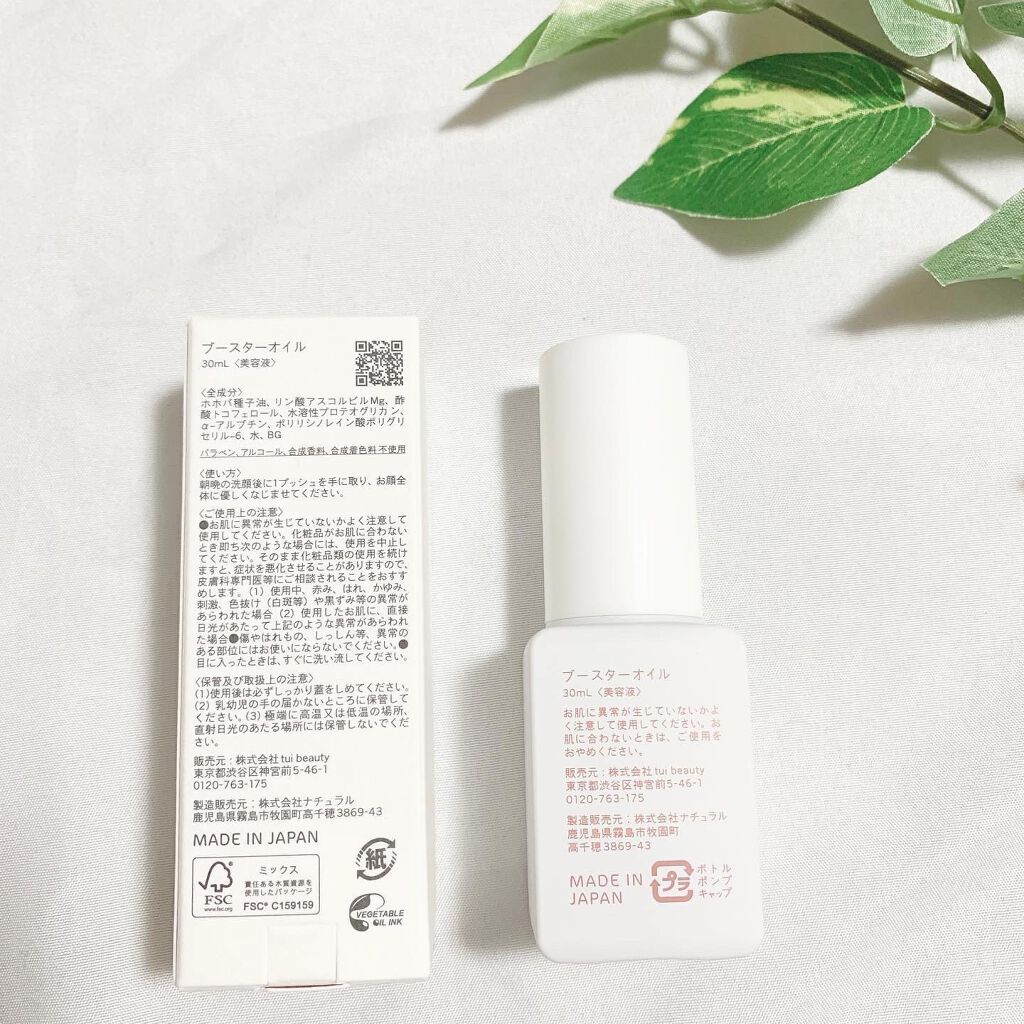 ブースターオイル
30mL〈美容液〉
〈全成分〉
ホホバ種子油、リン酸アスコルビルMg、酢
酸トコフェロール、水溶性プロテオグリカン、
α-アルブチン、ポリリシノレイン酸ポリグリ
セリル-6、水、BG
パラベン、アルコール、合成香料、合成着色料 不使用
〈使い方〉
朝晩の洗顔後に1プッシュを手に取り、お顔全
体に優しくなじませてください。
〈ご使用上の注意〉
●お肌に異常が生じていないかよく注意して
使用してください。化粧品がお肌に合わない
とき即ち次のような場合には、使用を中止し
てください。そのまま化粧品類の使用を続け
ますと、症状を悪化させることがありますので、
皮膚科専門医等にご相談されることをおすす
めします。(1) 使用中、赤み、はれ、かゆみ、
刺激、色抜け(白斑等)や黒ずみ等の異常が
あらわれた場合 (2) 使用したお肌に、直接
日光があたって上記のような異常があらわれ
た場合●傷やはれもの、しっしん等、異常の
ある部位にはお使いにならないでください。●
目に入ったときは、すぐに洗い流してください。
〈保管及び取扱上の注意〉
(1)使用後は必ずしっかり蓋をしめてください。
(2) 乳幼児の手の届かないところに保管して
ください。(3) 極端に高温又は低温の場所、
直射日光のあたる場所には保管しないでくだ
さい。
販売元:株式会社tui beauty
東京都渋谷区神宮前5-46-1
0120-763-175
製造販売元:株式会社ナチュラル
鹿児島県霧島市牧園町高千穂3869-43
MADE IN JAPAN
FSC
www.fsc.org
ミックス
責任ある木質資源を
使用したパッケージ
FSC® C159159
紙
VEGETABLE
OIL INK
ブースターオイル
30mL〈美容液〉
お肌に異常が生じていないかよ
く注意して使用してください。お
肌に合わないときは、ご使用を
おやめください。
販売元:株式会社tui beauty
東京都渋谷区神宮前5-46-1
0120-763-175
製造販売元:株式会社ナチュラル
鹿児島県霧島市牧園町
高千穂3869-43
MADE IN
JAPAN
プラ
ボトル
ポンプ
キャップ